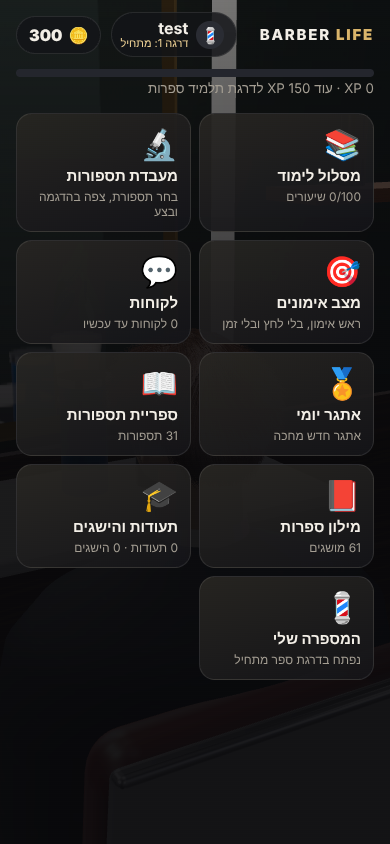 BARBER LIFE
test
דרגה 1: מתחיל
300
0 XP · עוד 150 XP לדרגת תלמיד ספרות
מסלול לימוד
0/100 שיעורים
מעבדת תספורות
בחר תספורת, צפה בהדגמה
ובצע
מצב אימונים
ראש אימון, בלי לחץ ובלי זמן
לקוחות
0 לקוחות עד עכשיו
אתגר יומי
אתגר חדש מחכה
ספריית תספורות
31 תספורות
מילון ספרות
61 מושגים
תעודות והישגים
0 תעודות · 0 הישגים
המספרה שלי
נפתח בדרגת ספר מתחיל